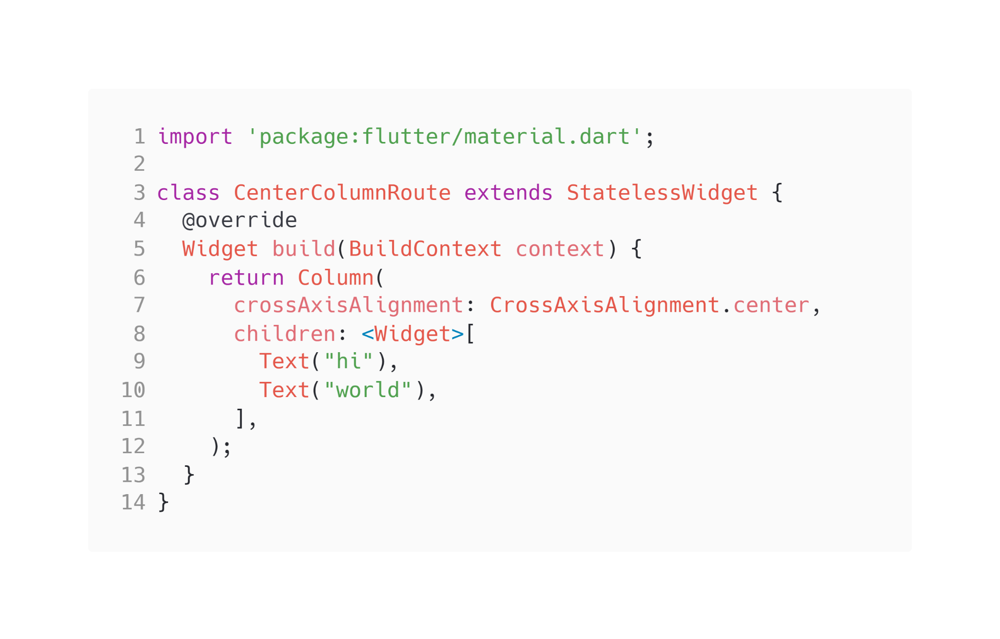 1 import 'package:flutter/material.dart';
2
3 class CenterColumnRoute extends StatelessWidget {
4   @override
5   Widget build(BuildContext context) {
6     return Column(
7       crossAxisAlignment: CrossAxisAlignment.center,
8       children: <Widget>[
9         Text("hi"),
10         Text("world"),
11       ],
12     );
13   }
14 }